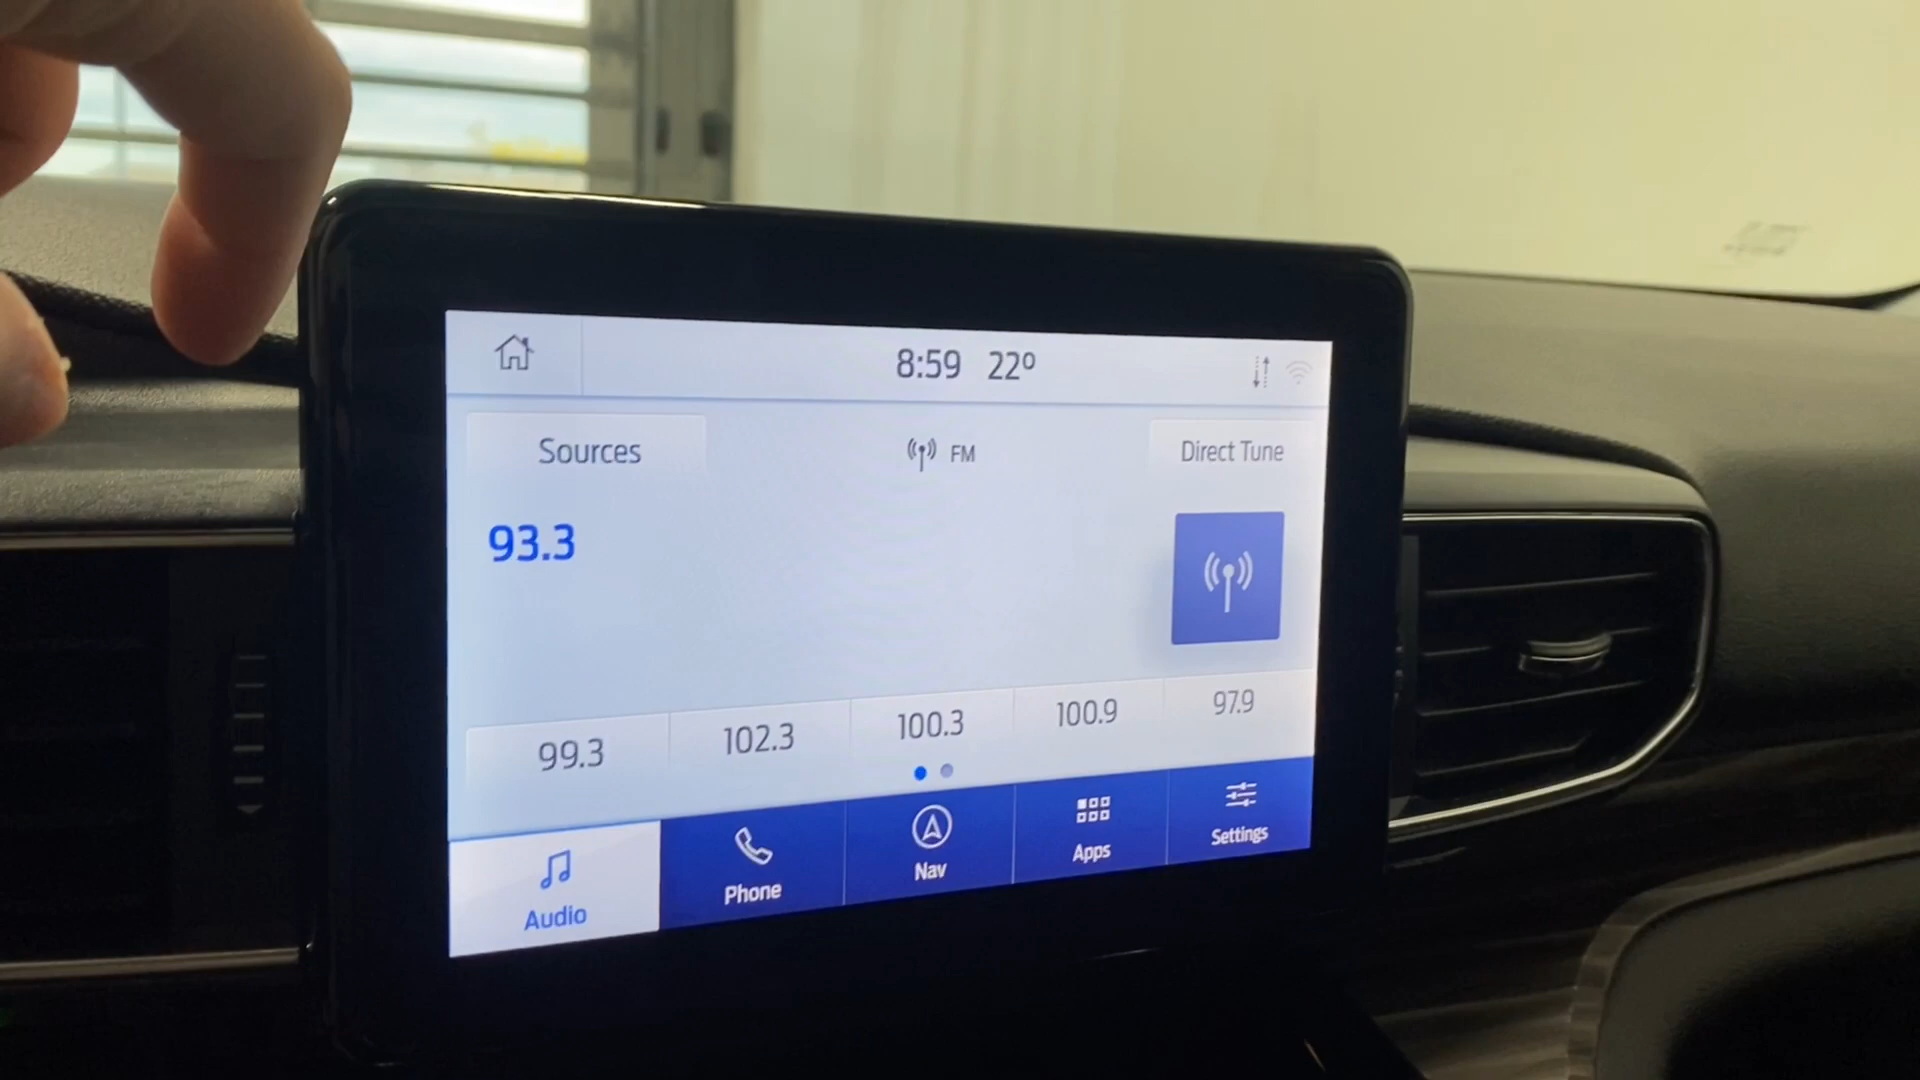 8:59 22º
Sources
FM
Direct Tune
93.3
99.3
102.3
100.3
100.9
97.9
Audio
Phone
Nav
Apps
Settings